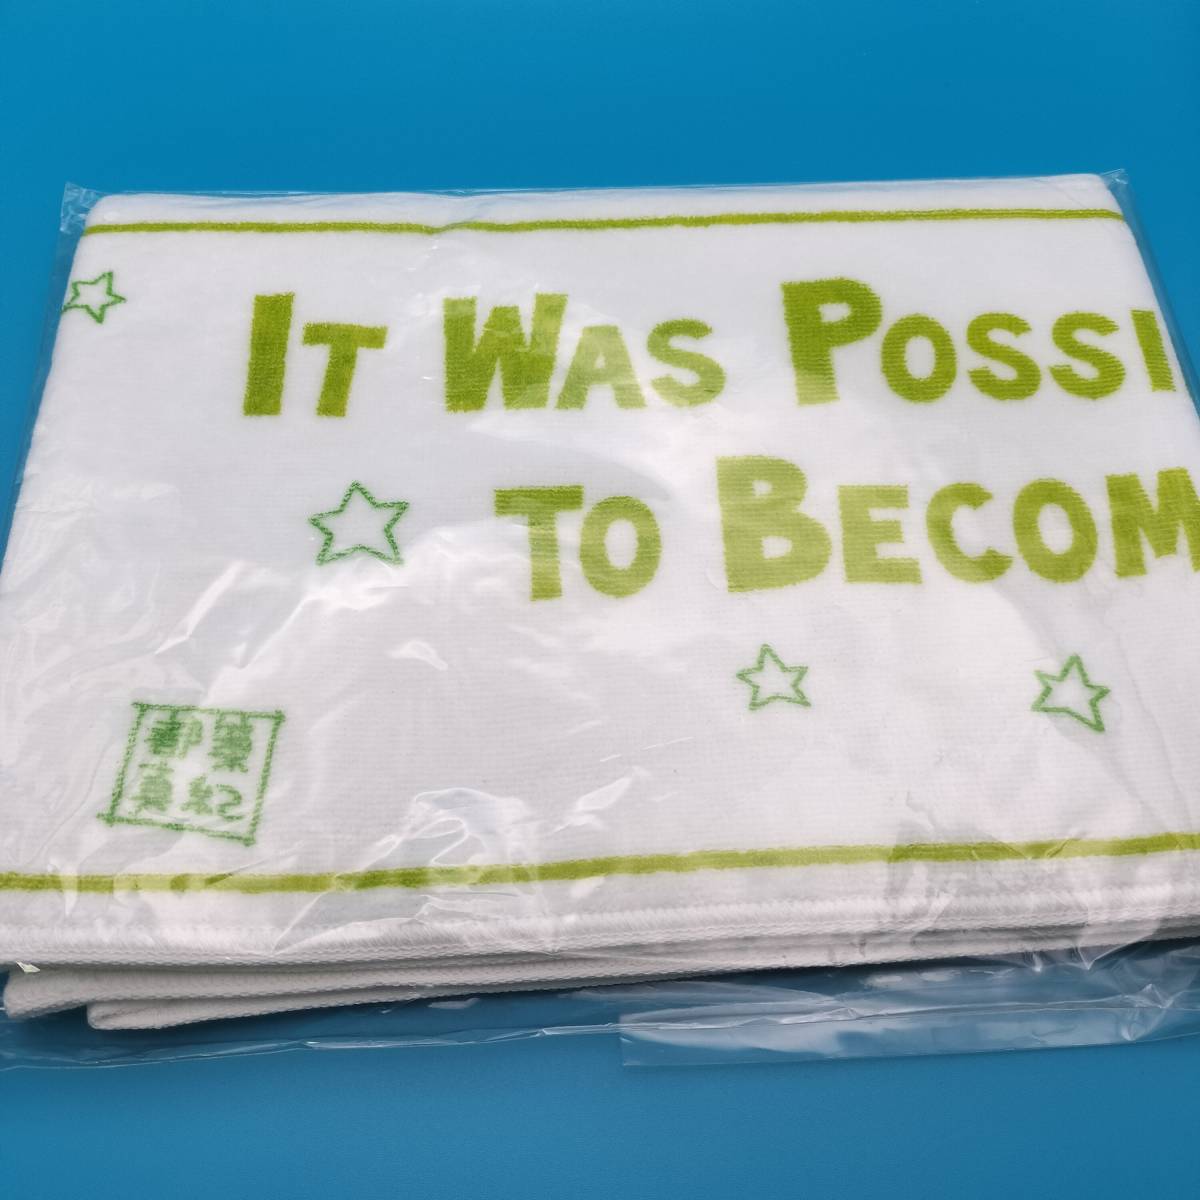 IT WAS POSSI
TO BECOM
都築
真紀